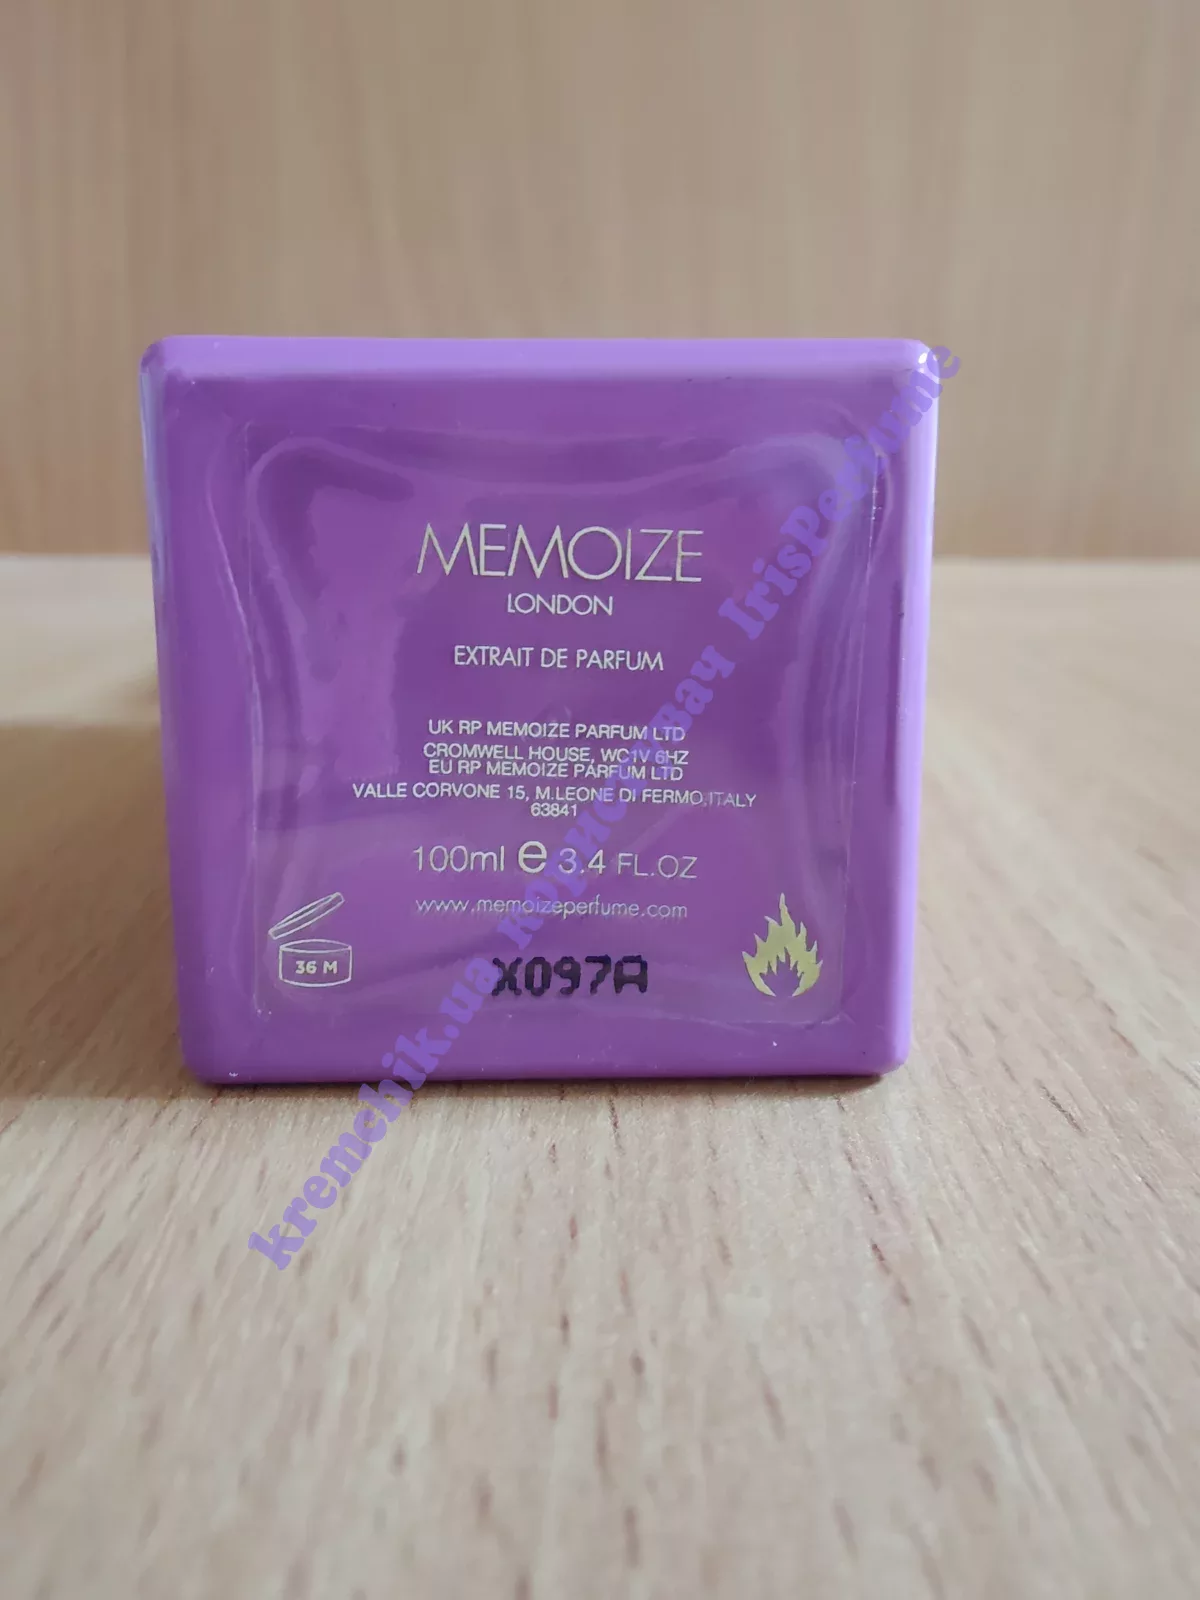 MEMOIZE
LONDON
EXTRAIT DE PARFUM
UK RP MEMOIZE PARFUM LTD
CROMWELL HOUSE, WC1V 6HZ
EU RP MEMOIZE PARFUM LTD
VALLE CORVONE 15, M.LEONE DI FERMO,ITALY
63841
100ml e 3.4 FL.OZ
www.memoizeperfume.com
36 M
X097A
kremchik.ua користувач IrisPerfume